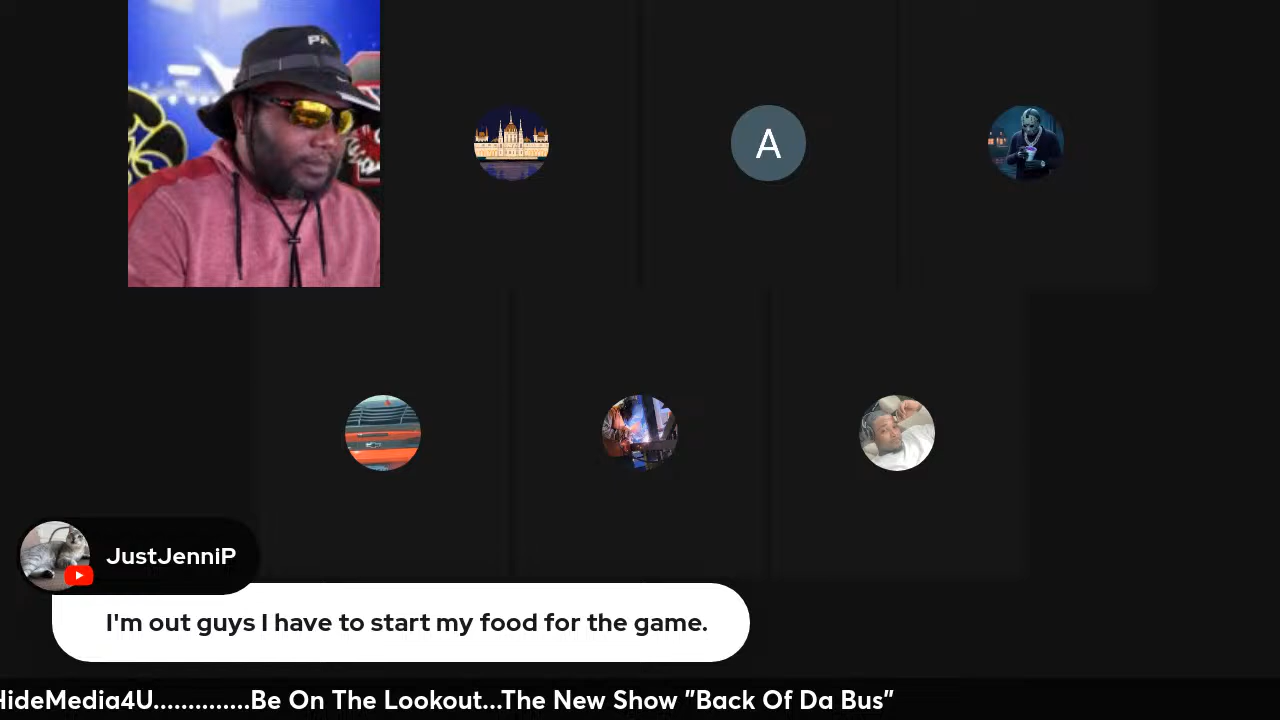 A
JustJenniP
I'm out guys I have to start my food for the game.
HideMedia4U.............Be On The Lookout...The New Show "Back Of Da Bus"